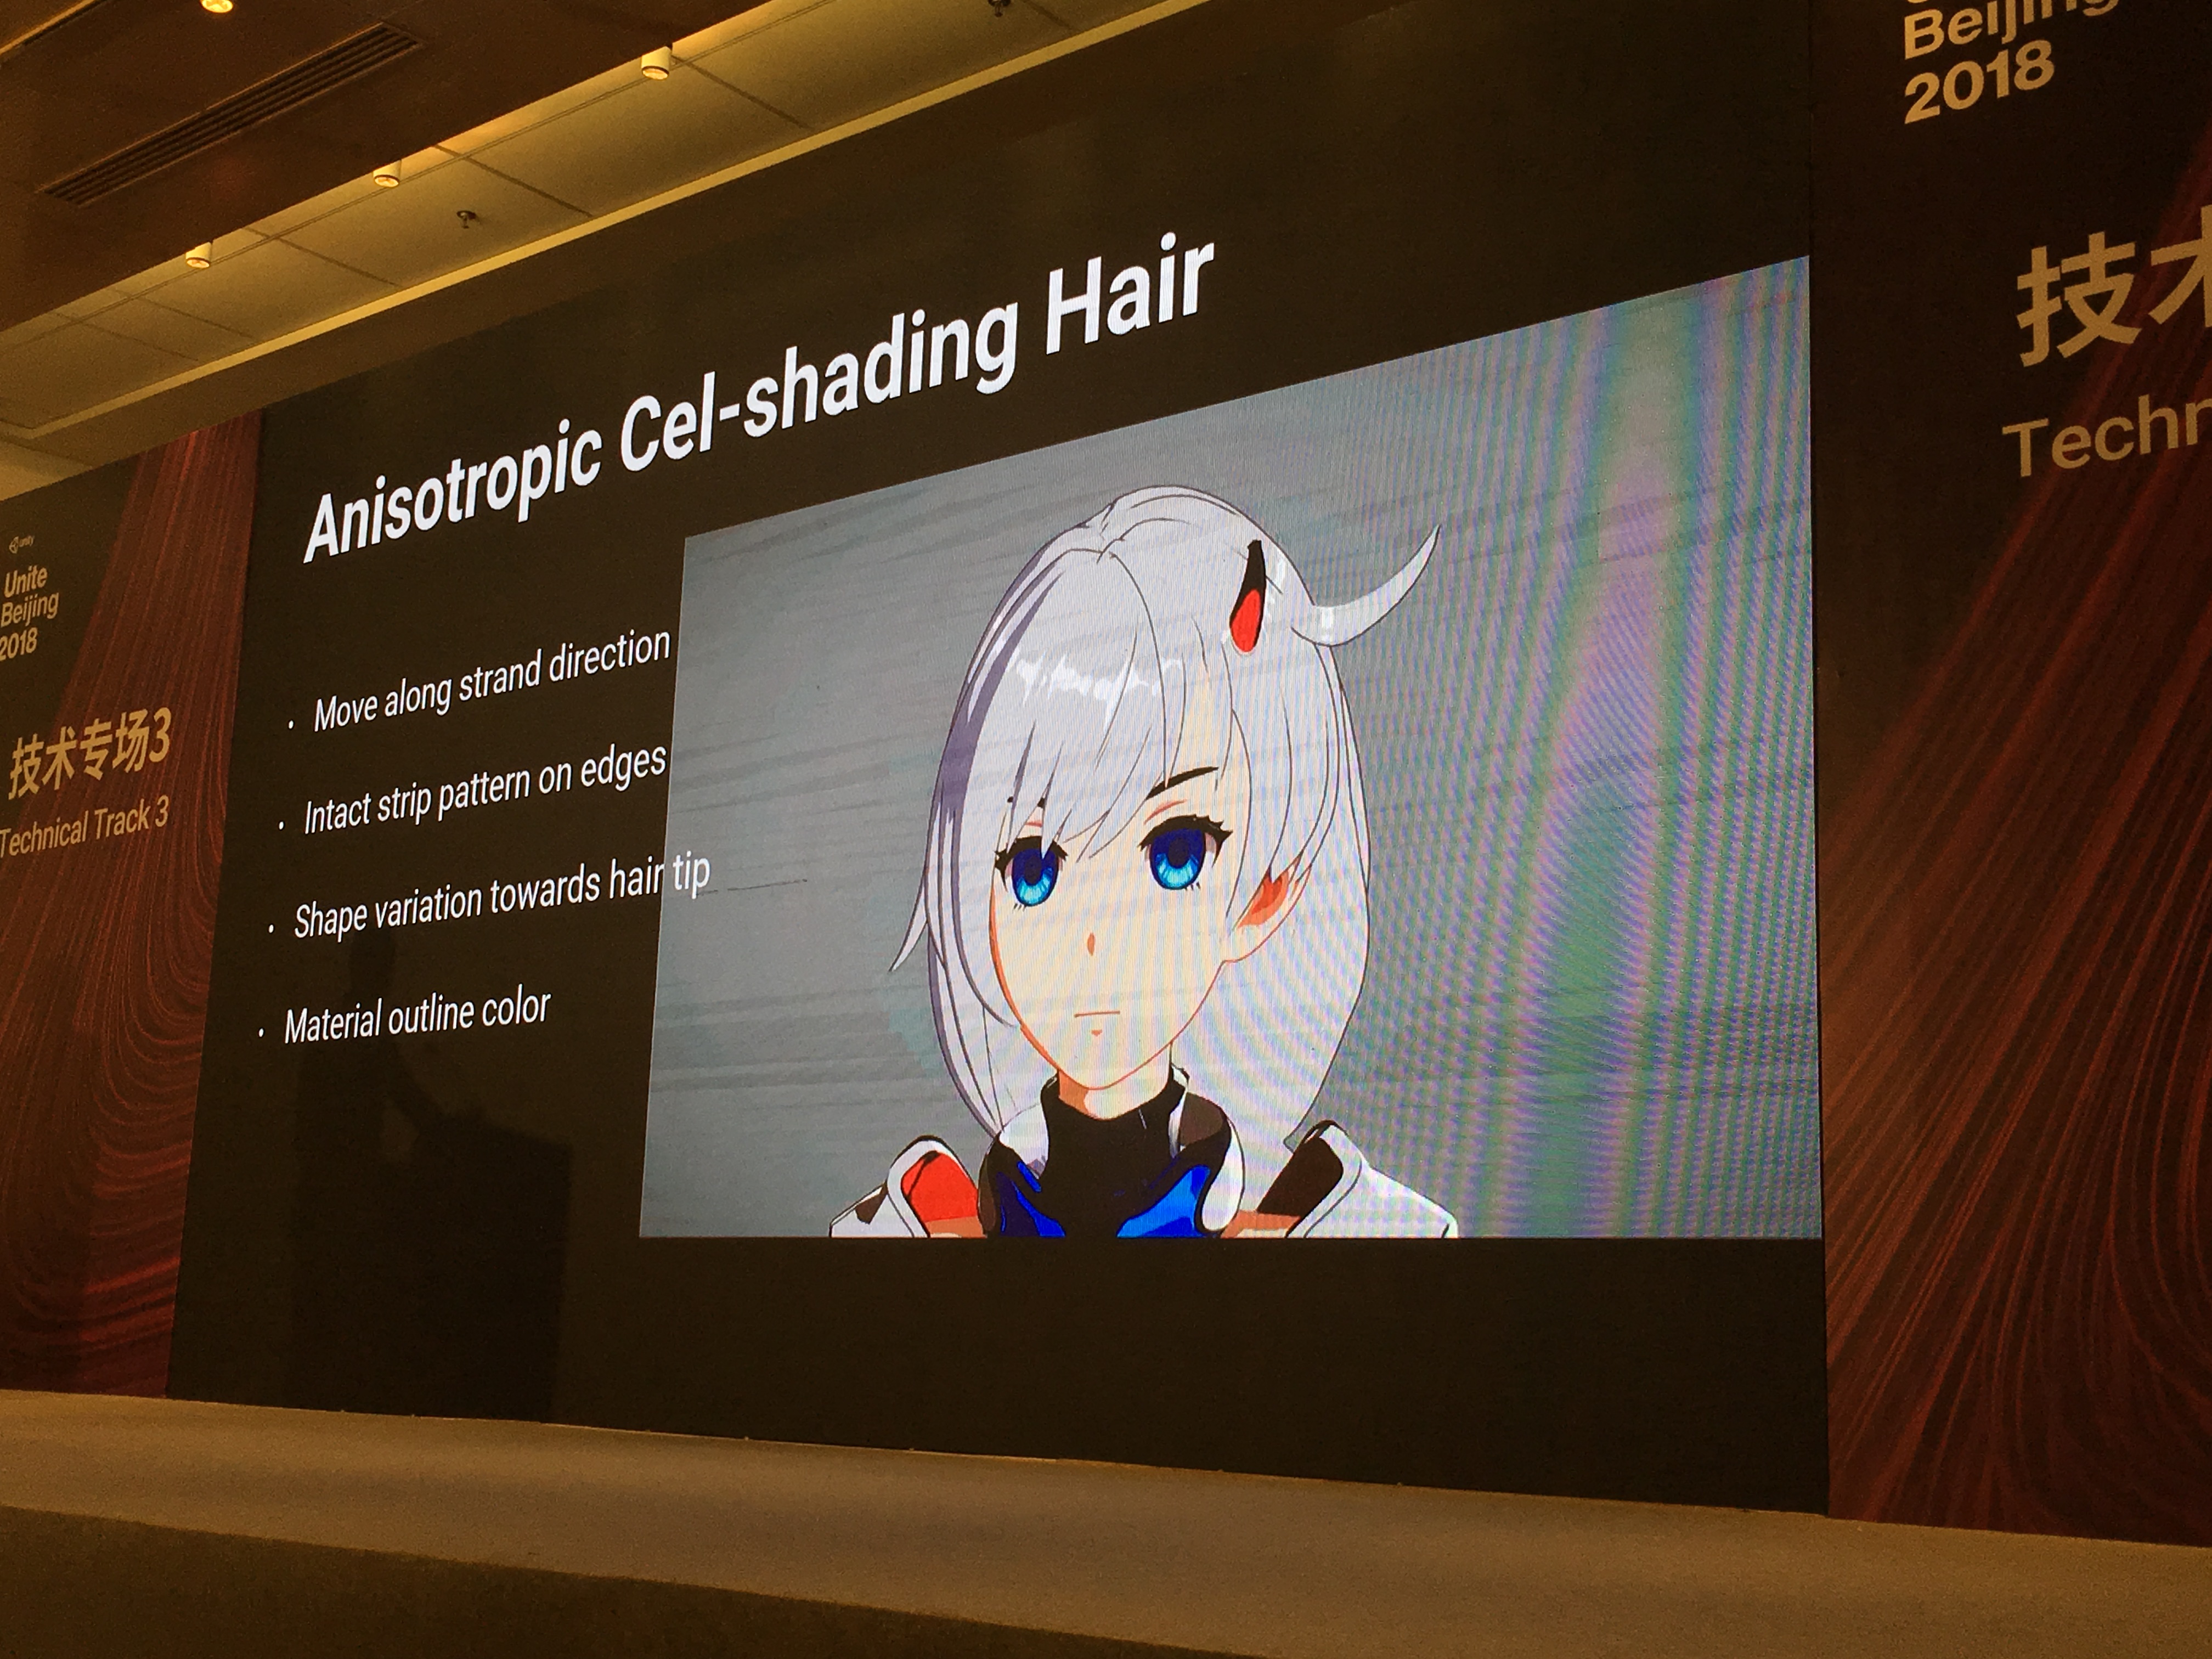 Anisotropic Cel-shading Hair
• Move along strand direction
• Intact strip pattern on edges
• Shape variation towards hair tip
• Material outline color
unity
Unite
Beijing
2018
技术专场3
Technical Track 3
Beijing
2018
技术
Techn